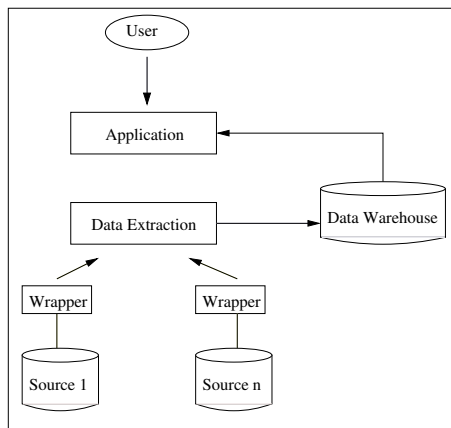 User
Application
Data Warehouse
Data Extraction
Wrapper
Wrapper
Source 1
Source n